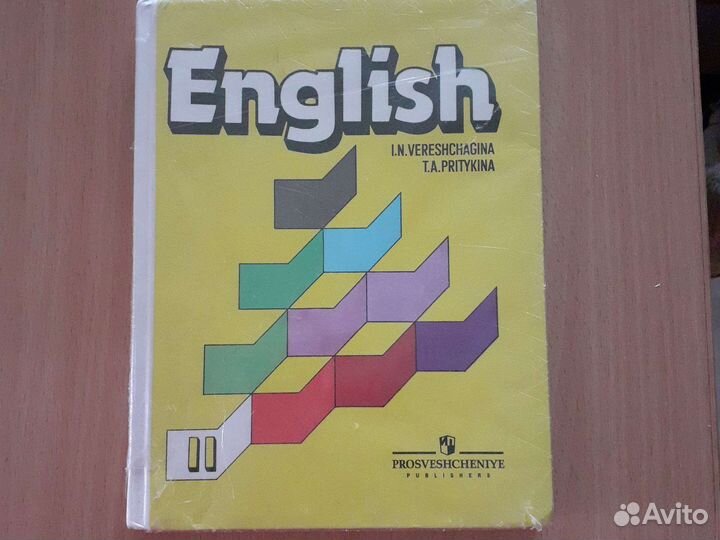 English
I.N.VERESHCHAGINA
T.A.PRITYKINA
II
PROSVESHCHENIYE
PUBLISHERS
Avito